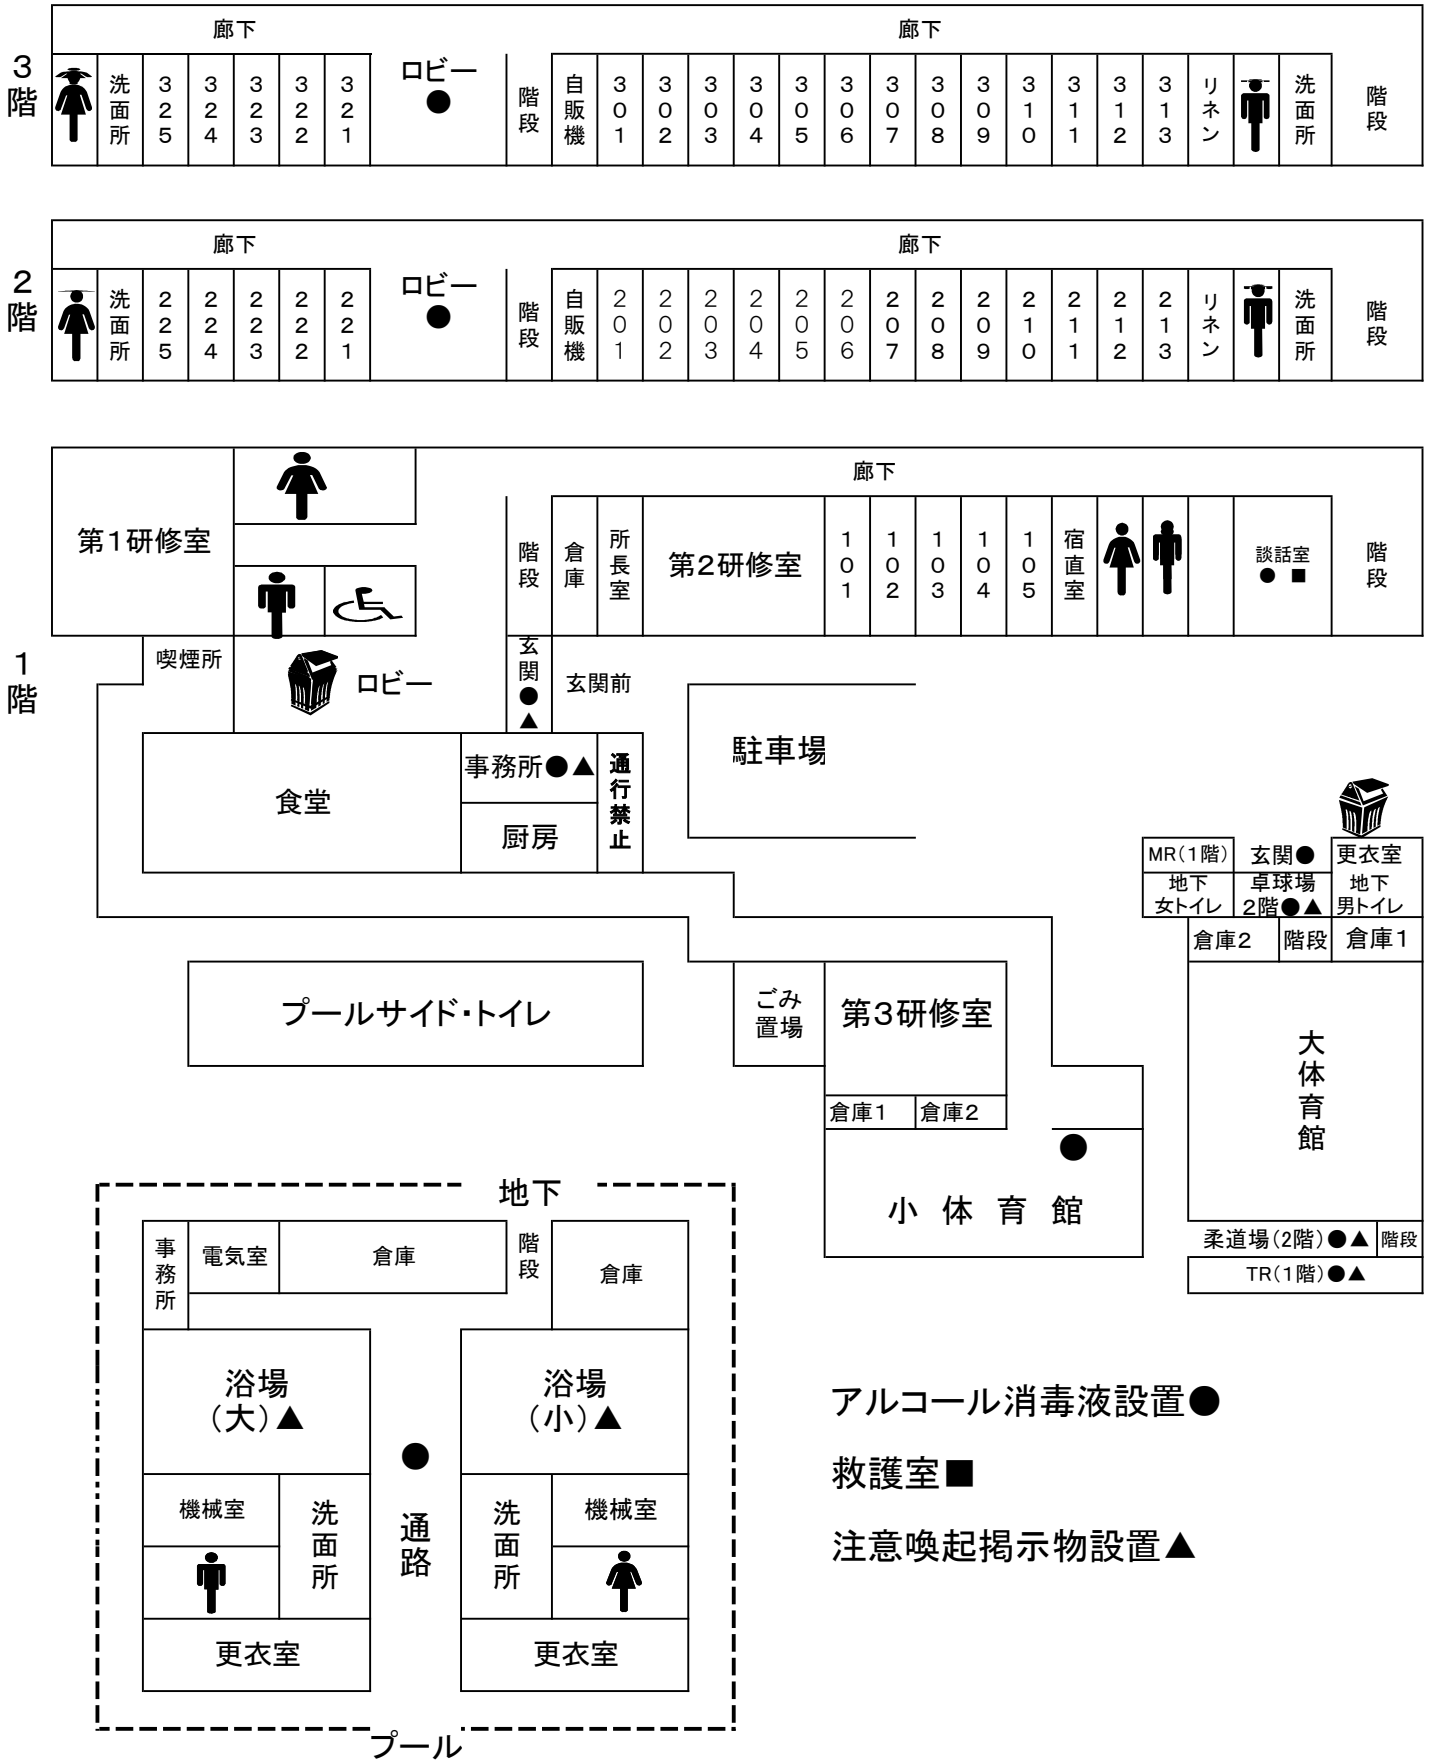 3階
廊下
廊下
洗面所
325
324
323
322
321
ロビー
●
階段
自販機
301
302
303
304
305
306
307
308
309
310
311
312
313
リネン
洗面所
階段
2階
廊下
廊下
洗面所
225
224
223
222
221
ロビー
●
階段
自販機
201
202
203
204
205
206
207
208
209
210
211
212
213
リネン
洗面所
階段
1階
廊下
第1研修室
階段
倉庫
所長室
第2研修室
101
102
103
104
105
宿直室
談話室
● ■
階段
喫煙所
ロビー
玄関●▲
玄関前
駐車場
食堂
事務所●▲
厨房
通行禁止
MR(1階)
玄関●
更衣室
地下
女トイレ
卓球場
2階●▲
地下
男トイレ
倉庫2
階段
倉庫1
大体育館
柔道場(2階)●▲
階段
TR(1階)●▲
プールサイド・トイレ
ごみ
置場
第3研修室
倉庫1
倉庫2
●
小体育館
地下
事務所
電気室
倉庫
階段
倉庫
浴場
(大)▲
浴場
(小)▲
●
通路
機械室
洗面所
洗面所
機械室
更衣室
更衣室
プール
アルコール消毒液設置●
救護室■
注意喚起掲示物設置▲